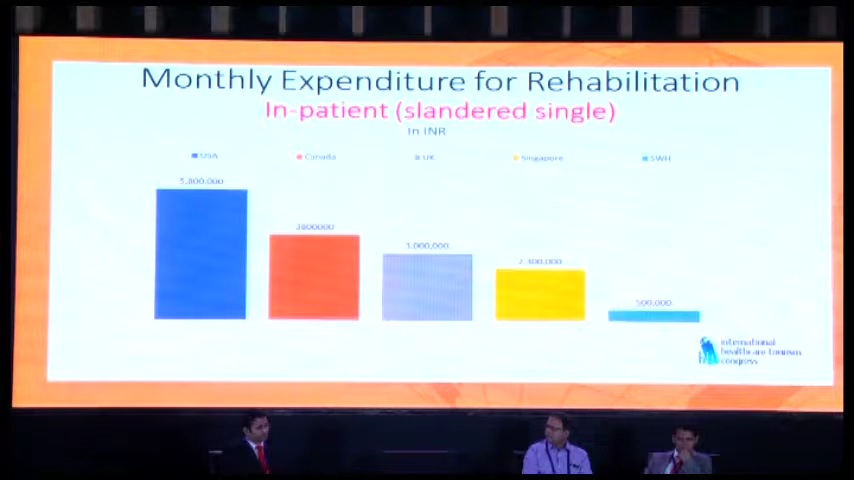 Monthly Expenditure for Rehabilitation
In-patient (slandered single)
In INR
USA Canada UK Singapore SWH
5,800,000
3800000
3,000,000
2,300,000
500,000
international
healthcare tourism
congress